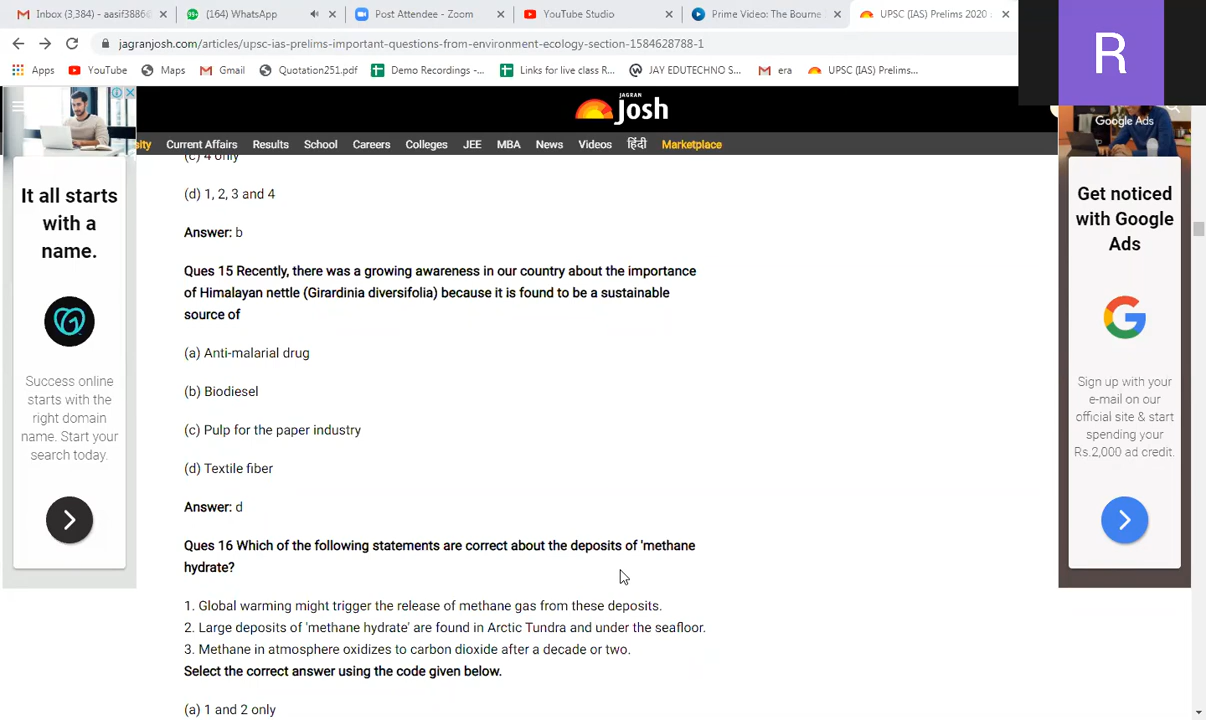 Inbox (3,384) - aasif3886@
(164) WhatsApp
Post Attendee - Zoom
YouTube Studio
Prime Video: The Bourne
UPSC (IAS) Prelims 2020
jagranjosh.com/articles/upsc-ias-prelims-important-questions-from-environment-ecology-section-1584628788-1
Apps YouTube Maps Gmail Quotation251.pdf Demo Recordings -... Links for live class R... JAY EDUTECHNO S... era UPSC (IAS) Prelims...
R
JAGRAN
Josh
Current Affairs Results School Careers Colleges JEE MBA News Videos हिंदी Marketplace
It all starts
with a
name.
Success online
starts with the
right domain
name. Start your
search today.
(c) 4 only
(d) 1, 2, 3 and 4
Answer: b
Ques 15 Recently, there was a growing awareness in our country about the importance
of Himalayan nettle (Girardinia diversifolia) because it is found to be a sustainable
source of
(a) Anti-malarial drug
(b) Biodiesel
(c) Pulp for the paper industry
(d) Textile fiber
Answer: d
Ques 16 Which of the following statements are correct about the deposits of 'methane
hydrate?
1. Global warming might trigger the release of methane gas from these deposits.
2. Large deposits of 'methane hydrate' are found in Arctic Tundra and under the seafloor.
3. Methane in atmosphere oxidizes to carbon dioxide after a decade or two.
Select the correct answer using the code given below.
(a) 1 and 2 only
Google Ads
Get noticed
with Google
Ads
Sign up with your
e-mail on our
official site & start
spending your
Rs.2,000 ad credit.